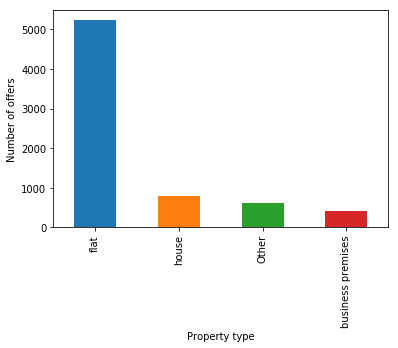 Number of offers
5000
4000
3000
2000
1000
0
flat
house
Other
business premises
Property type